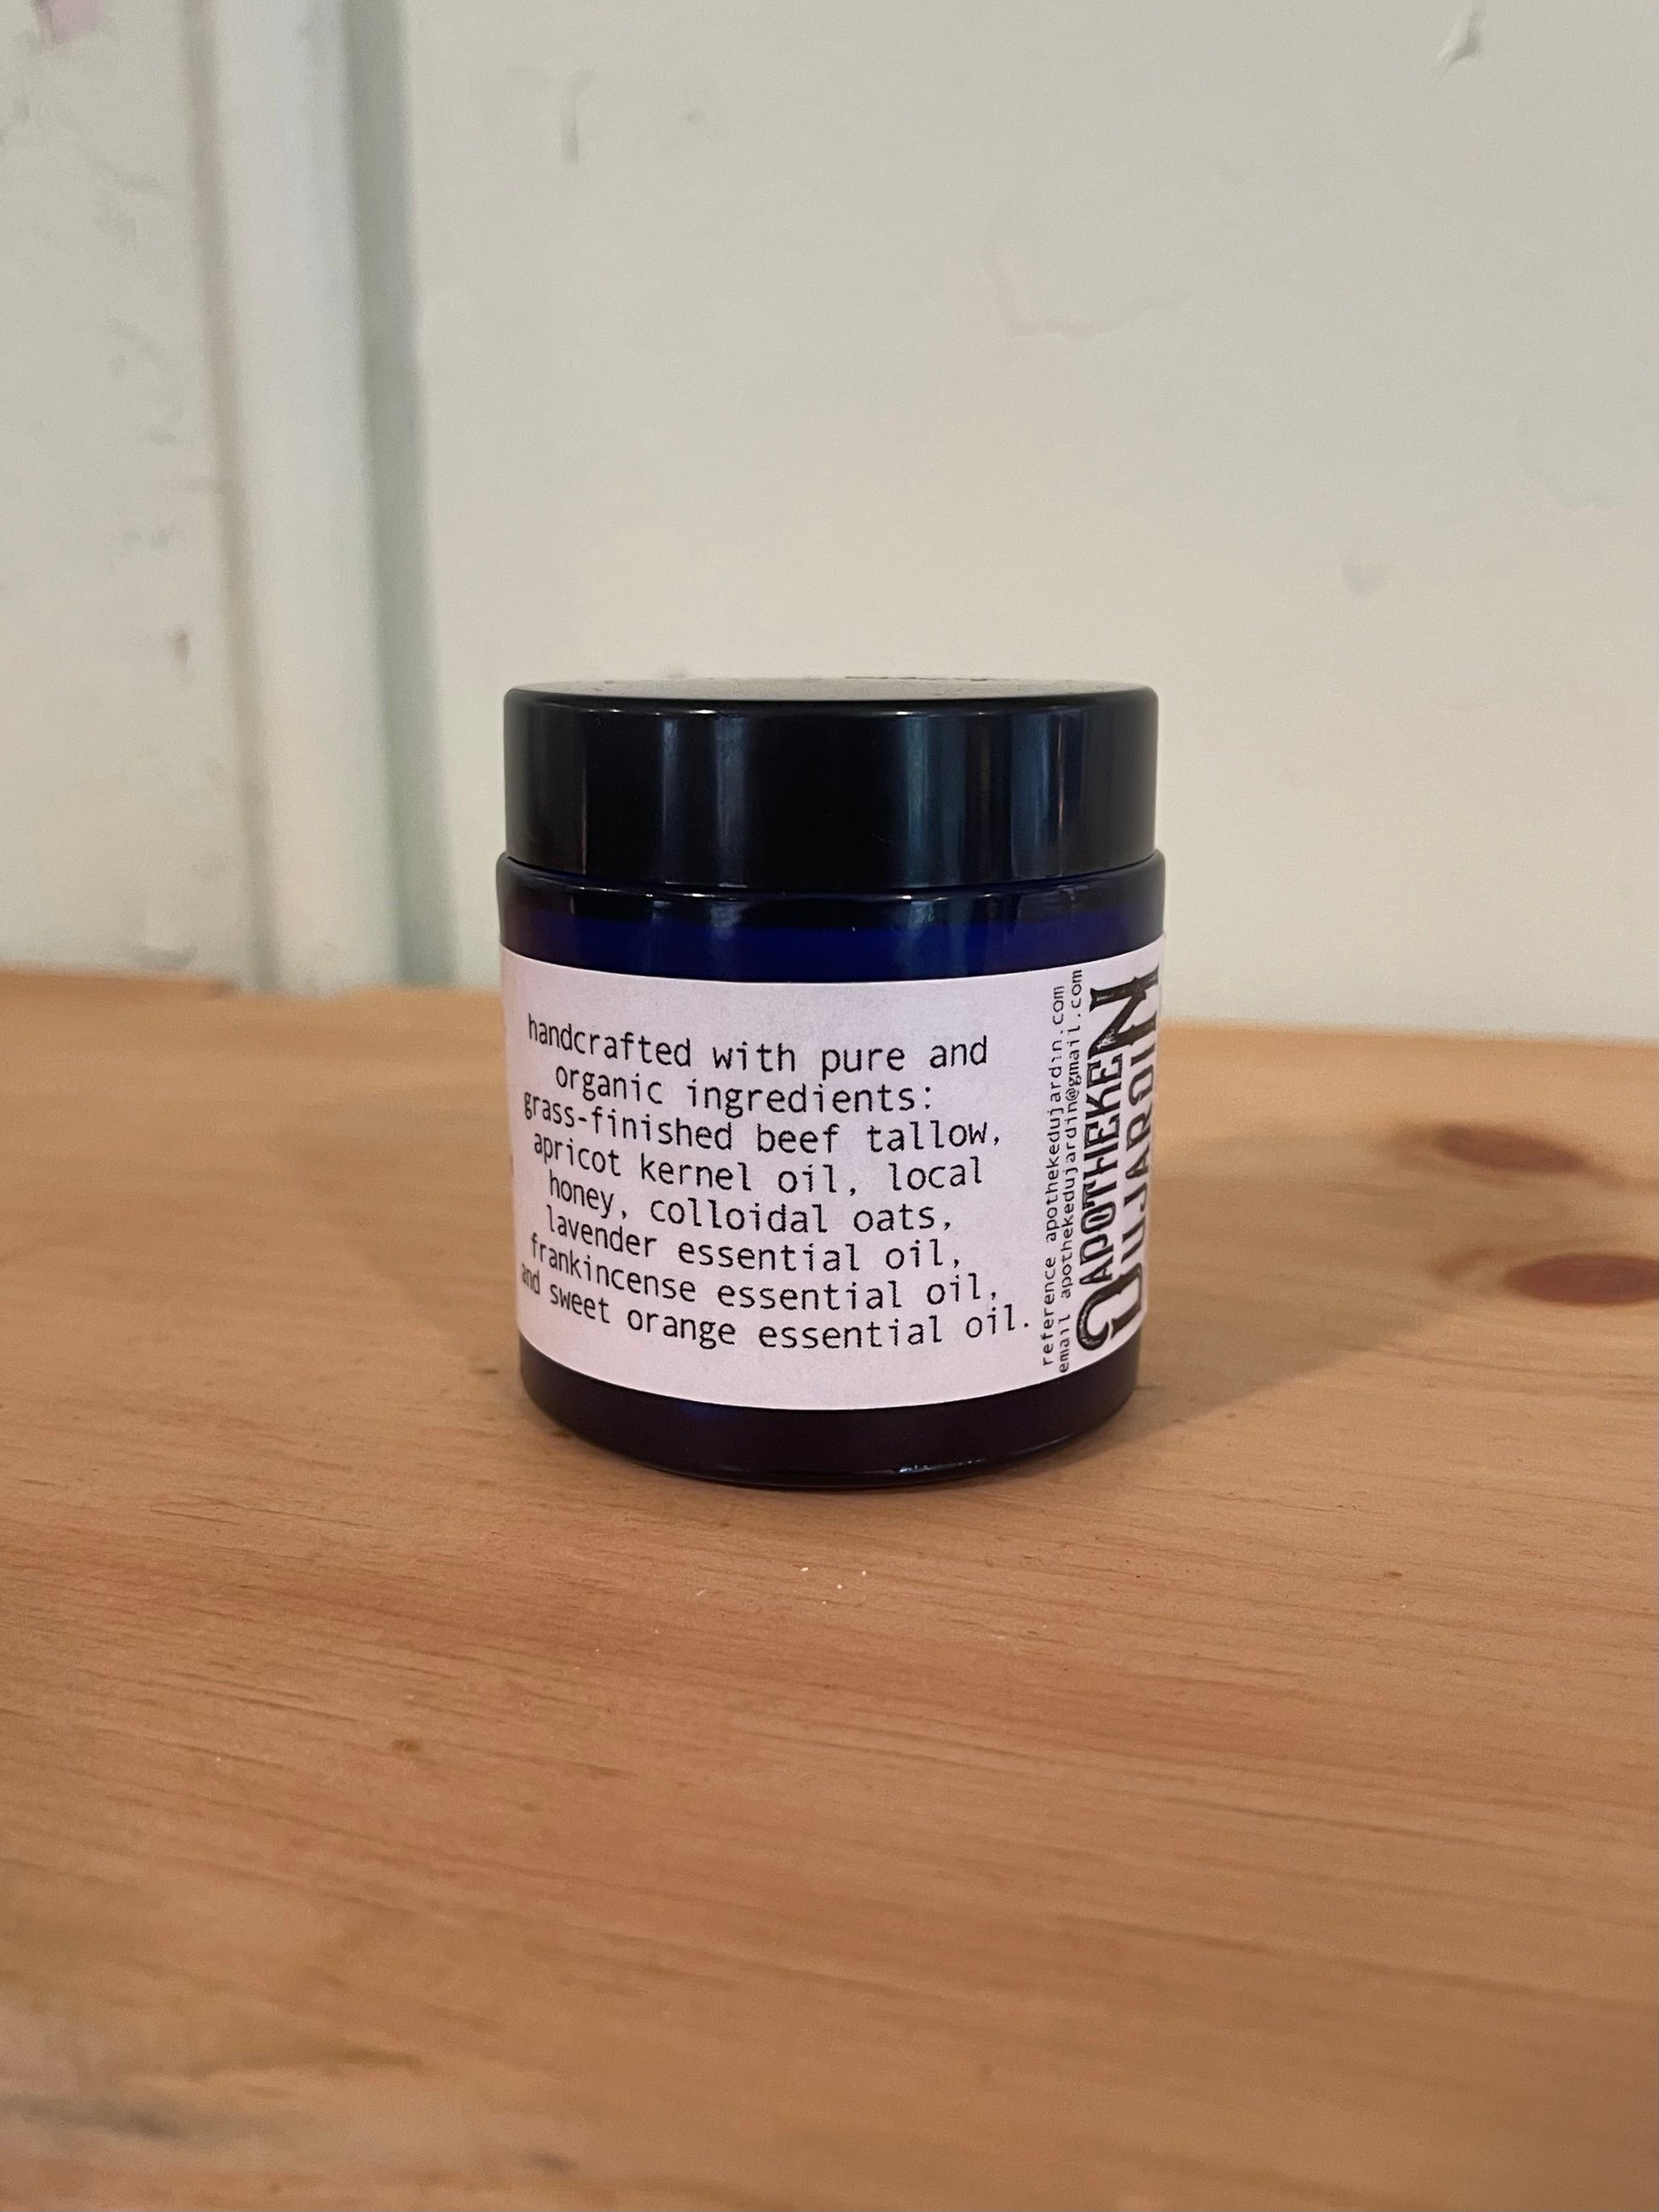 handcrafted with pure and
organic ingredients:
grass-finished beef tallow,
apricot kernel oil, local
honey, colloidal oats,
lavender essential oil,
frankincense essential oil,
and sweet orange essential oil.
reference apothekedujardin.com
email apothekedujardin@gmail.com
APOTHEKEN
DUJARDIN